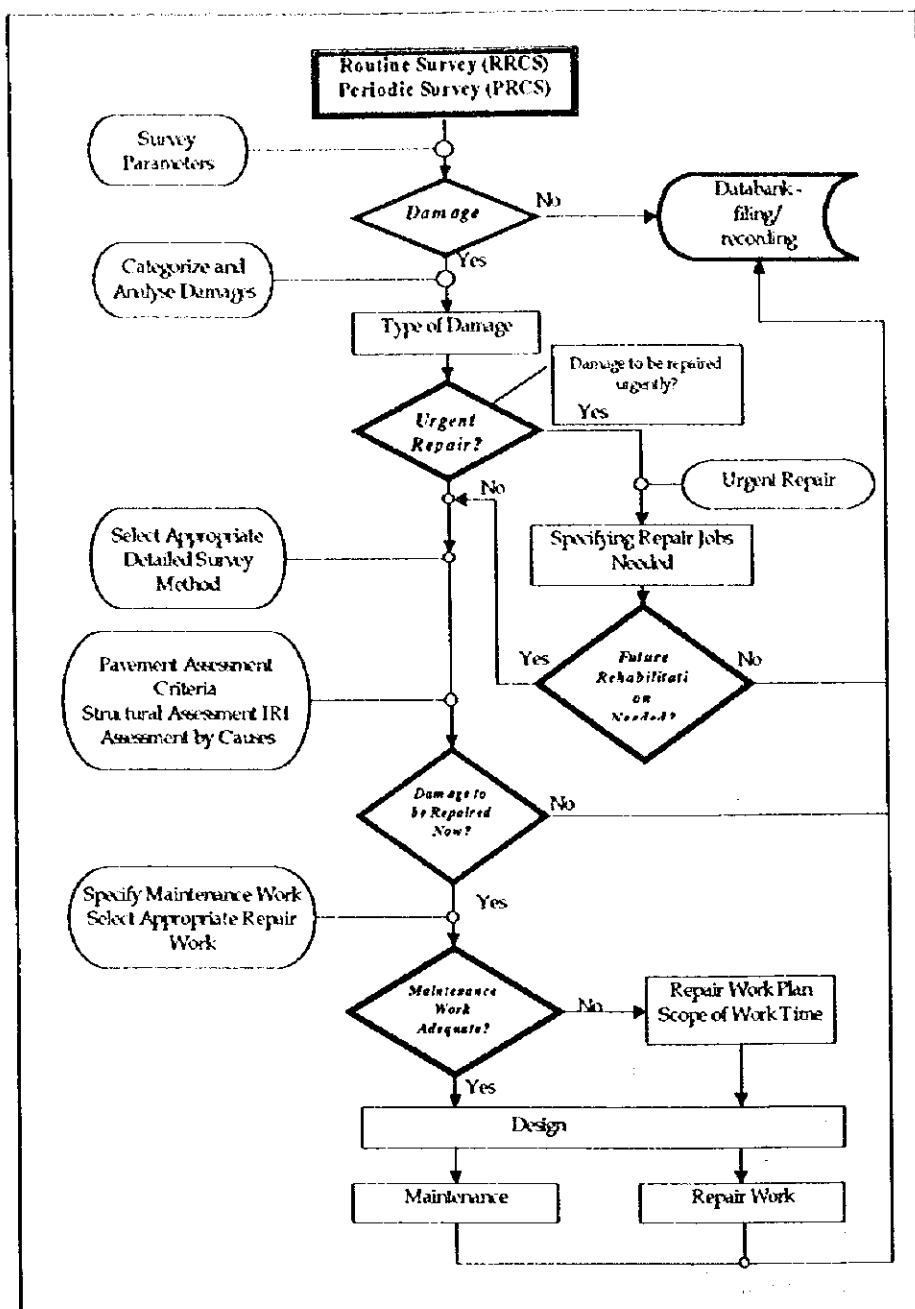 Routine Survey (RRCS)
Periodic Survey (PRCS)
Survey
Parameters
Damage
No
Databank -
filing/
recording
Yes
Categorize and
Analyse Damages
Type of Damage
Damage to be repaired
urgently?
Yes
Urgent
Repair?
No
Urgent Repair
Select Appropriate
Detailed Survey
Method
Specifying Repair Jobs
Needed
Yes
Future
Rehabilitati
on
Needed?
No
Pavement Assessment
Criteria
Structural Assessment IRI
Assessment by Causes
Damage to
be Repaired
Now?
No
Yes
Specify Maintenance Work
Select Appropriate Repair
Work
Maintenance
Work
Adequate?
No
Repair Work Plan
Scope of Work Time
Yes
Design
Maintenance
Repair Work